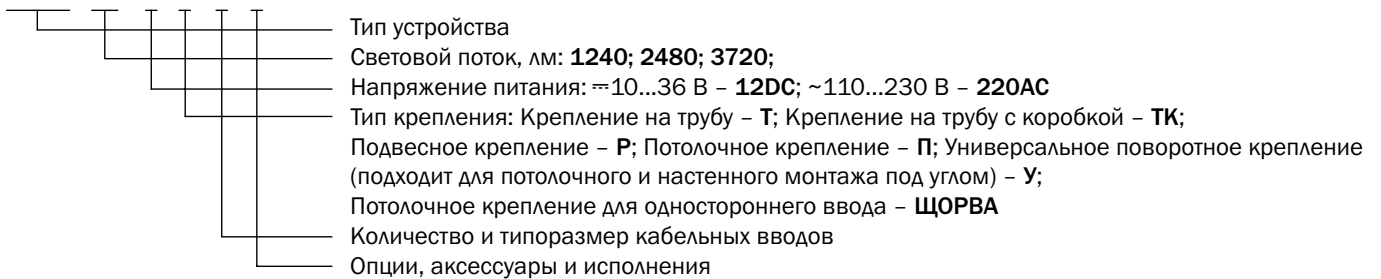 Тип устройства
Световой поток, лм: 1240; 2480; 3720;
Напряжение питания: ⎓10...36 В – 12DC; ~110...230 В – 220AC
Тип крепления: Крепление на трубу – Т; Крепление на трубу с коробкой – ТК;
Подвесное крепление – Р; Потолочное крепление – П; Универсальное поворотное крепление
(подходит для потолочного и настенного монтажа под углом) – У;
Потолочное крепление для одностороннего ввода – ЩОРВА
Количество и типоразмер кабельных вводов
Опции, аксессуары и исполнения